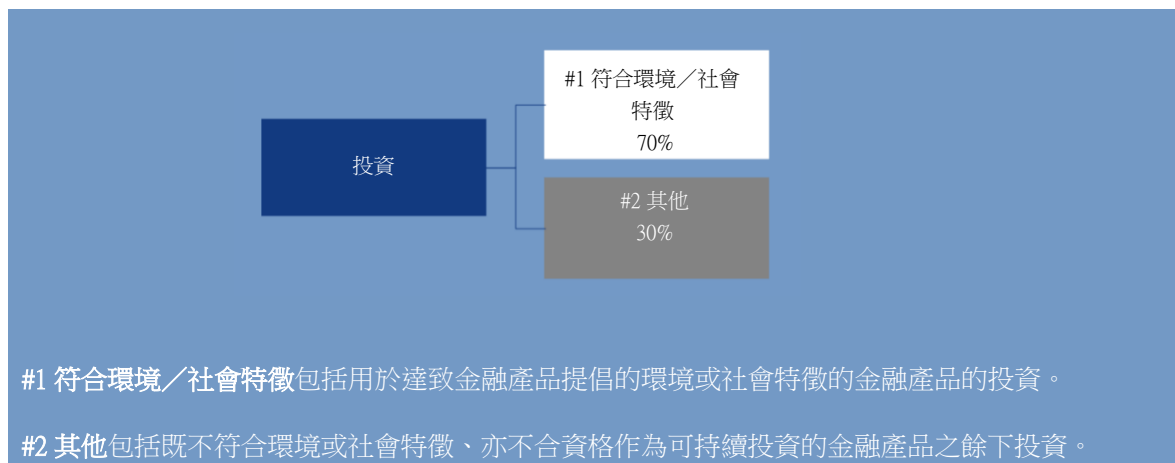 #1 符合環境／社會
特徵
70%
投資
#2 其他
30%
#1 符合環境／社會特徵包括用於達致金融產品提倡的環境或社會特徵的金融產品的投資。
#2 其他包括既不符合環境或社會特徵、亦不合資格作為可持續投資的金融產品之餘下投資。